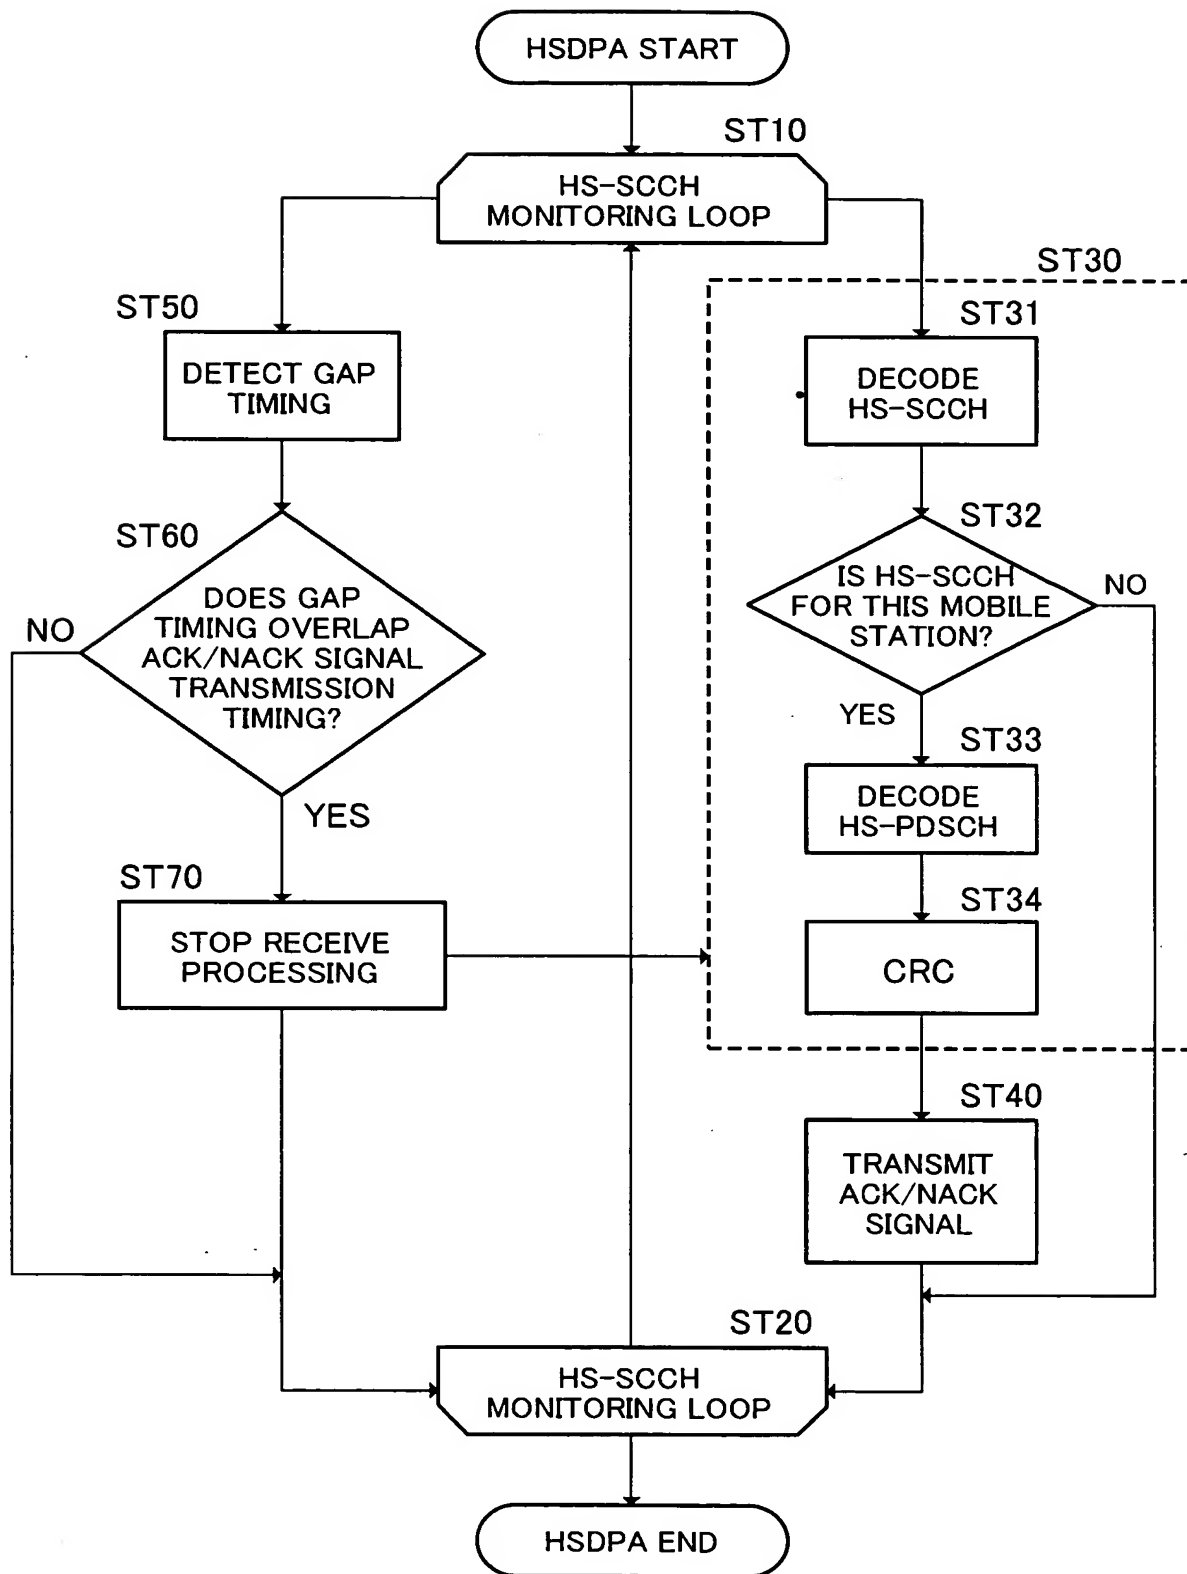 HSDPA START
ST10
HS-SCCH
MONITORING LOOP
ST30
ST50
DETECT GAP
TIMING
ST31
DECODE
HS-SCCH
ST60
DOES GAP
TIMING OVERLAP
ACK/NACK SIGNAL
TRANSMISSION
TIMING?
NO
YES
ST32
IS HS-SCCH
FOR THIS MOBILE
STATION?
NO
YES
ST33
DECODE
HS-PDSCH
ST70
STOP RECEIVE
PROCESSING
ST34
CRC
ST40
TRANSMIT
ACK/NACK
SIGNAL
ST20
HS-SCCH
MONITORING LOOP
HSDPA END